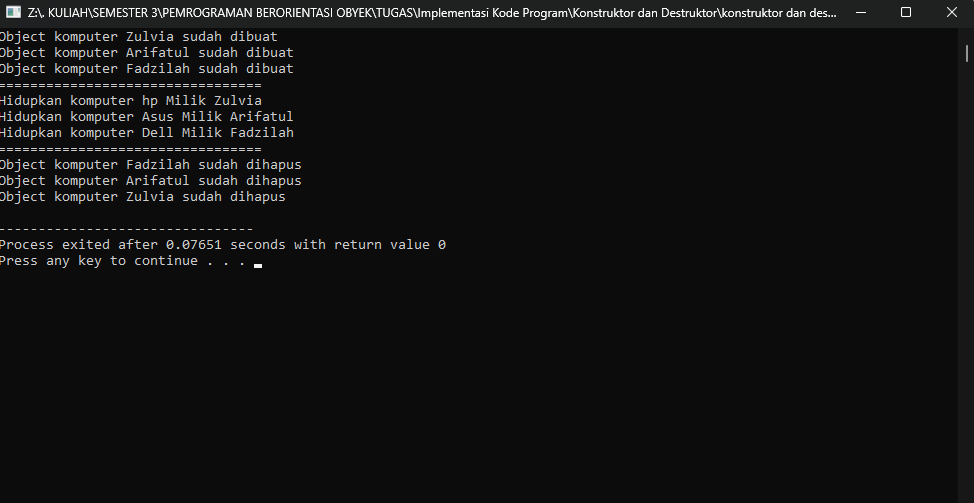 Z:\, KULIAH\SEMESTER 3\PEMROGRAMAN BERORIENTASI OBYEK\TUGAS\Implementasi Kode Program\Konstruktor dan Destruktor\konstruktor dan des...
Object komputer Zulvia sudah dibuat
Object komputer Arifatul sudah dibuat
Object komputer Fadzilah sudah dibuat
=================================
Hidupkan komputer hp Milik Zulvia
Hidupkan komputer Asus Milik Arifatul
Hidupkan komputer Dell Milik Fadzilah
=================================
Object komputer Fadzilah sudah dihapus
Object komputer Arifatul sudah dihapus
Object komputer Zulvia sudah dihapus
--------------------------------
Process exited after 0.07651 seconds with return value 0
Press any key to continue . . .